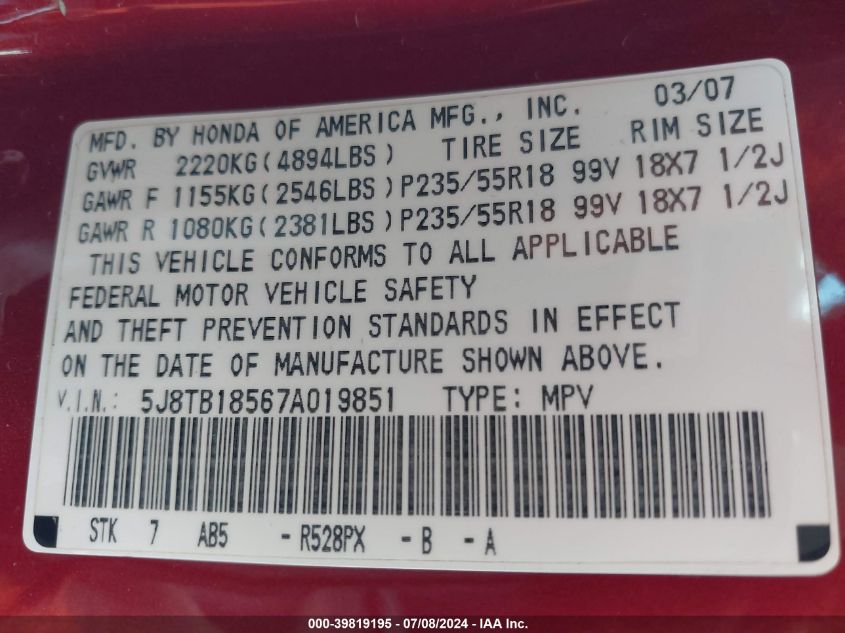 MFD. BY HONDA OF AMERICA MFG., INC. 03/07
GVWR 2220KG(4894LBS) TIRE SIZE RIM SIZE
GAWR F 1155KG(2546LBS)P235/55R18 99V 18X7 1/2J
GAWR R 1080KG(2381LBS)P235/55R18 99V 18X7 1/2J
THIS VEHICLE CONFORMS TO ALL APPLICABLE
FEDERAL MOTOR VEHICLE SAFETY
AND THEFT PREVENTION STANDARDS IN EFFECT
ON THE DATE OF MANUFACTURE SHOWN ABOVE.
V.I.N.: 5J8TB18567A019851 TYPE: MPV
STK 7 AB5 -R528PX -B -A
000-39819195 - 07/08/2024 - IAA Inc.